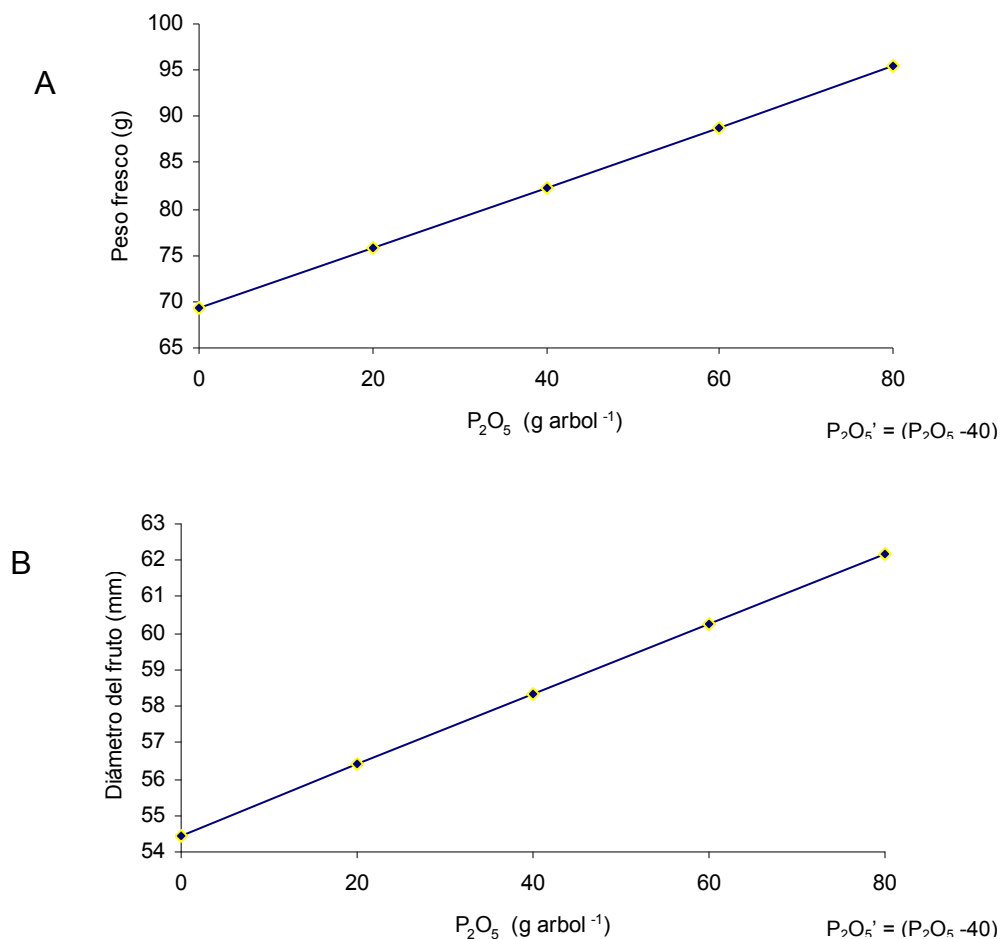 A
Peso fresco (g)
100
95
90
85
80
75
70
65
0 20 40 60 80
P₂O₅ (g arbol ⁻¹)
P₂O₅' = (P₂O₅ -40)
B
Diámetro del fruto (mm)
63
62
61
60
59
58
57
56
55
54
0 20 40 60 80
P₂O₅ (g arbol ⁻¹)
P₂O₅' = (P₂O₅ -40)